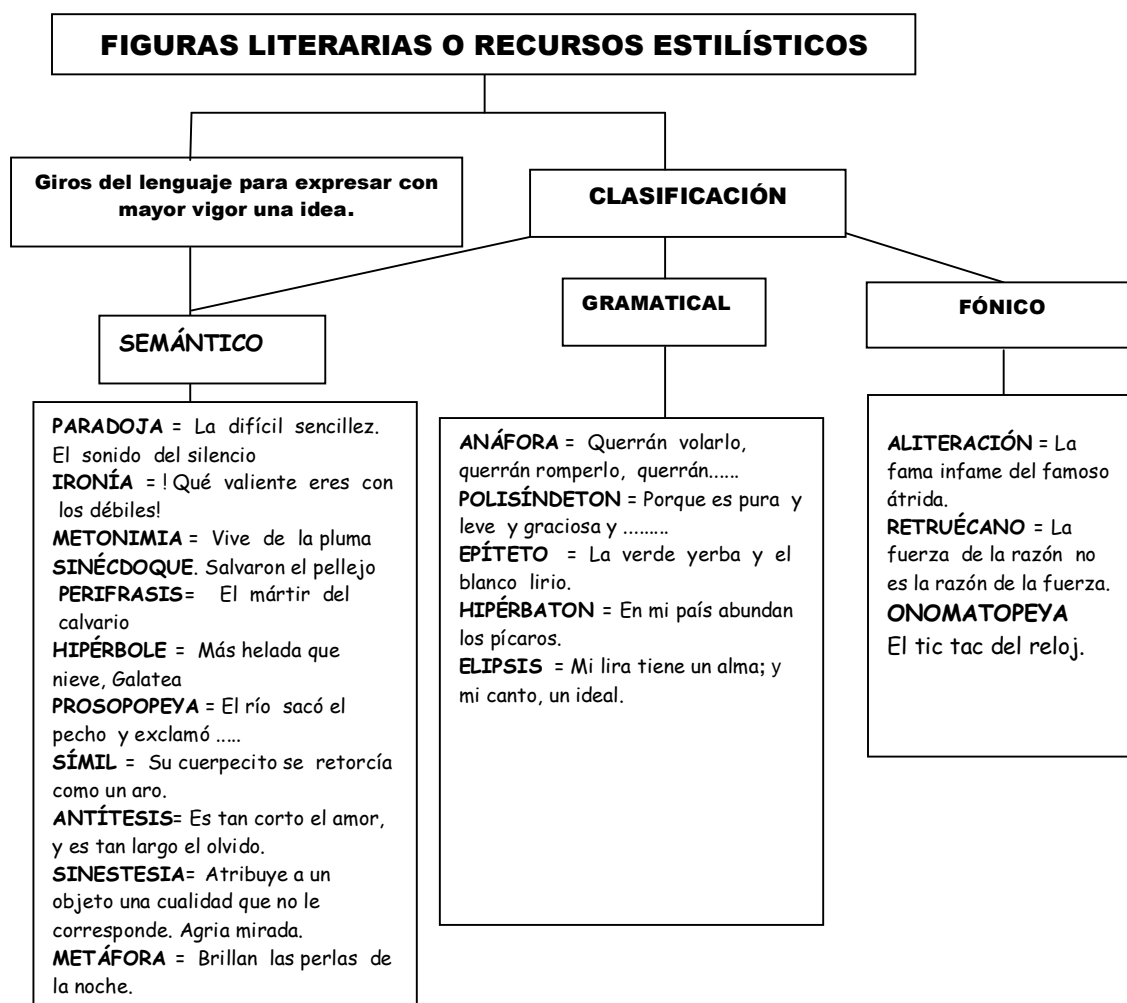 FIGURAS LITERARIAS O RECURSOS ESTILÍSTICOS
Giros del lenguaje para expresar con
mayor vigor una idea.
CLASIFICACIÓN
SEMÁNTICO
GRAMATICAL
FÓNICO
PARADOJA = La difícil sencillez.
El sonido del silencio
IRONÍA = ! Qué valiente eres con
los débiles!
METONIMIA = Vive de la pluma
SINÉCDOQUE. Salvaron el pellejo
PERIFRASIS= El mártir del
calvario
HIPÉRBOLE = Más helada que
nieve, Galatea
PROSOPOPEYA = El río sacó el
pecho y exclamó .....
SÍMIL = Su cuerpecito se retorcía
como un aro.
ANTÍTESIS= Es tan corto el amor,
y es tan largo el olvido.
SINESTESIA= Atribuye a un
objeto una cualidad que no le
corresponde. Agria mirada.
METÁFORA = Brillan las perlas de
la noche.
ANÁFORA = Querrán volarlo,
querrán romperlo, querrán......
POLISÍNDETON = Porque es pura y
leve y graciosa y .........
EPÍTETO = La verde yerba y el
blanco lirio.
HIPÉRBATON = En mi país abundan
los pícaros.
ELIPSIS = Mi lira tiene un alma; y
mi canto, un ideal.
ALITERACIÓN = La
fama infame del famoso
átrida.
RETRUÉCANO = La
fuerza de la razón no
es la razón de la fuerza.
ONOMATOPEYA
El tic tac del reloj.